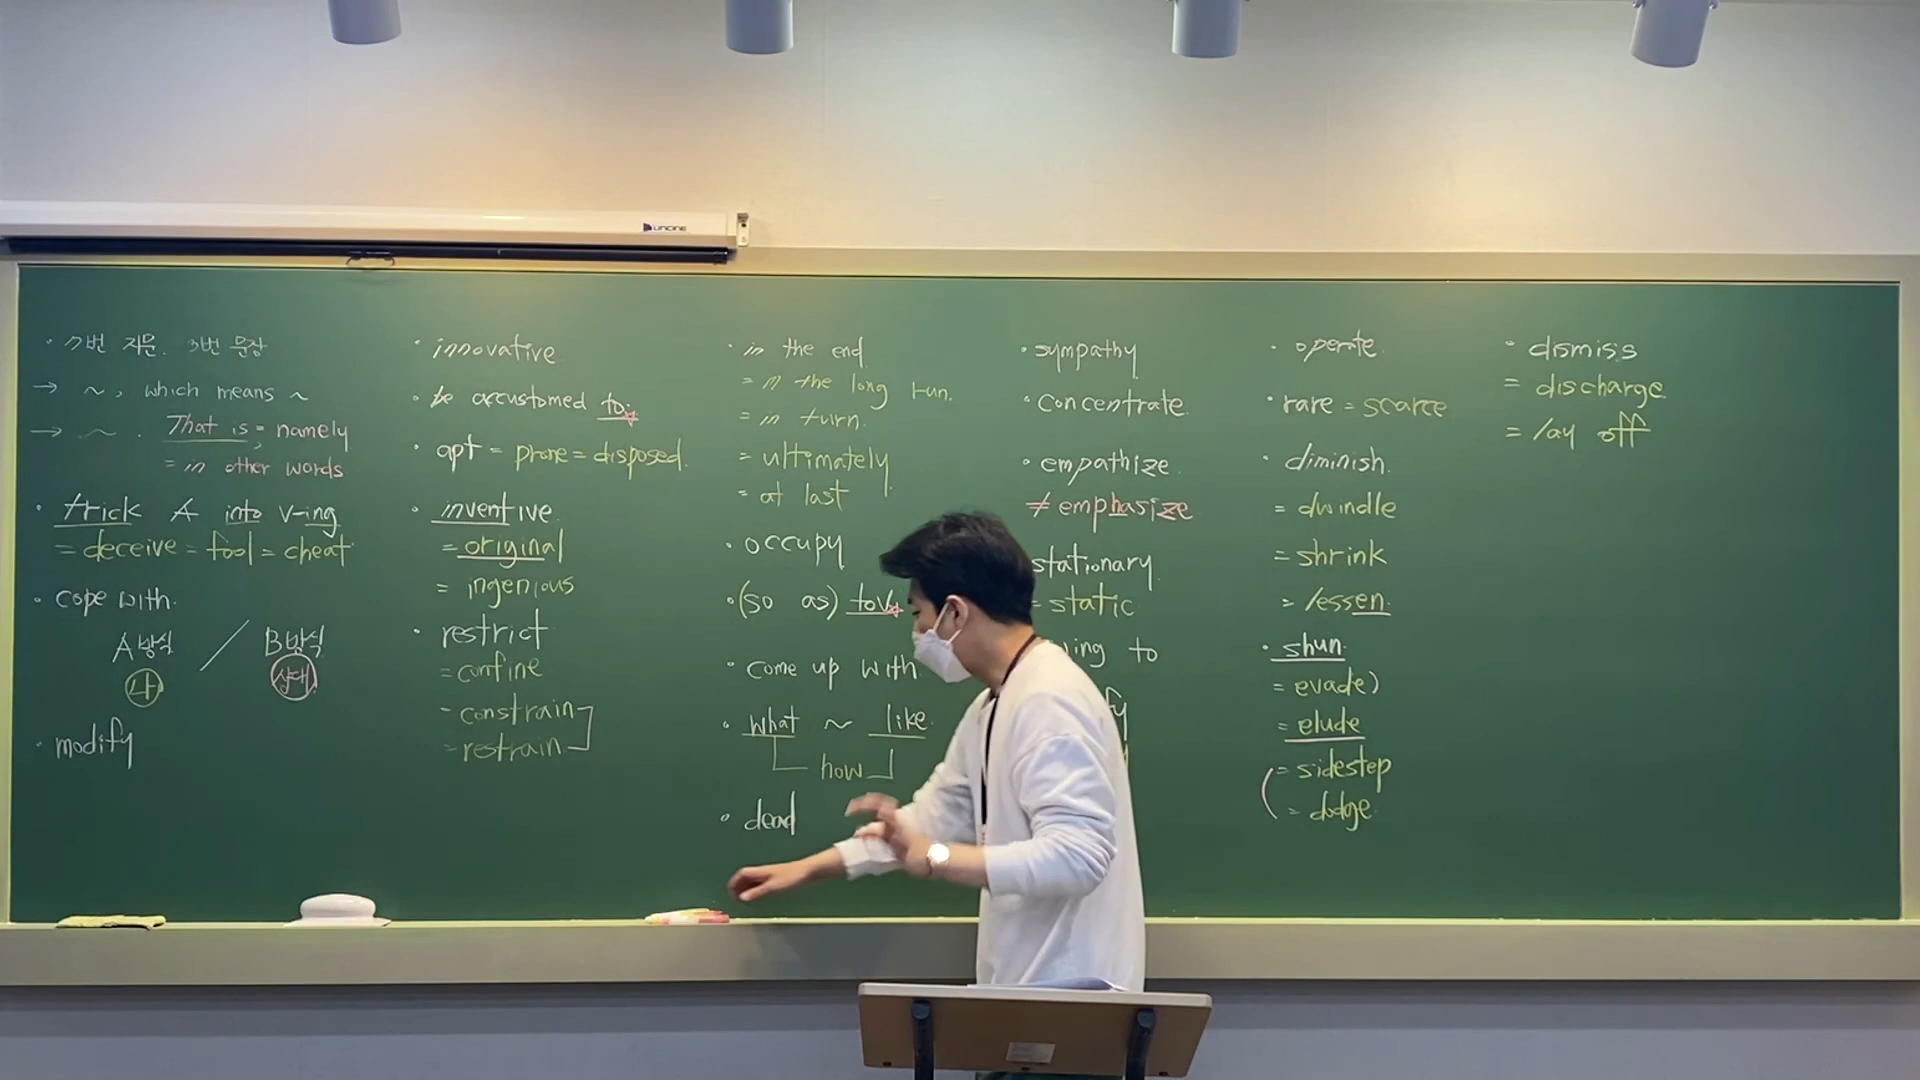 · 7번 지문. 3번 문장
→ ~, which means ~
→ ~. That is, = namely
= in other words
· trick A into v-ing
= deceive = fool = cheat
· cope with.
A방식 / B방식
나 상대
· modify
· innovative
· be accustomed to
· apt = prone = disposed.
· inventive
= original
= ingenious
· restrict
= confine
- constrain
= restrain
· in the end
= in the long run.
= in turn.
= ultimately
= at last
· occupy
· (so as) to v
· come up with
· what ~ like.
how
· dead
· sympathy
· concentrate
· empathize
≠ emphasize
stationary
= static
ing to
· operate.
· rare = scarce
· diminish.
= dwindle
= shrink
= lessen.
· shun.
= evade)
= elude
(= sidestep
= dodge
· dismiss
= discharge
= lay off
UNCINE